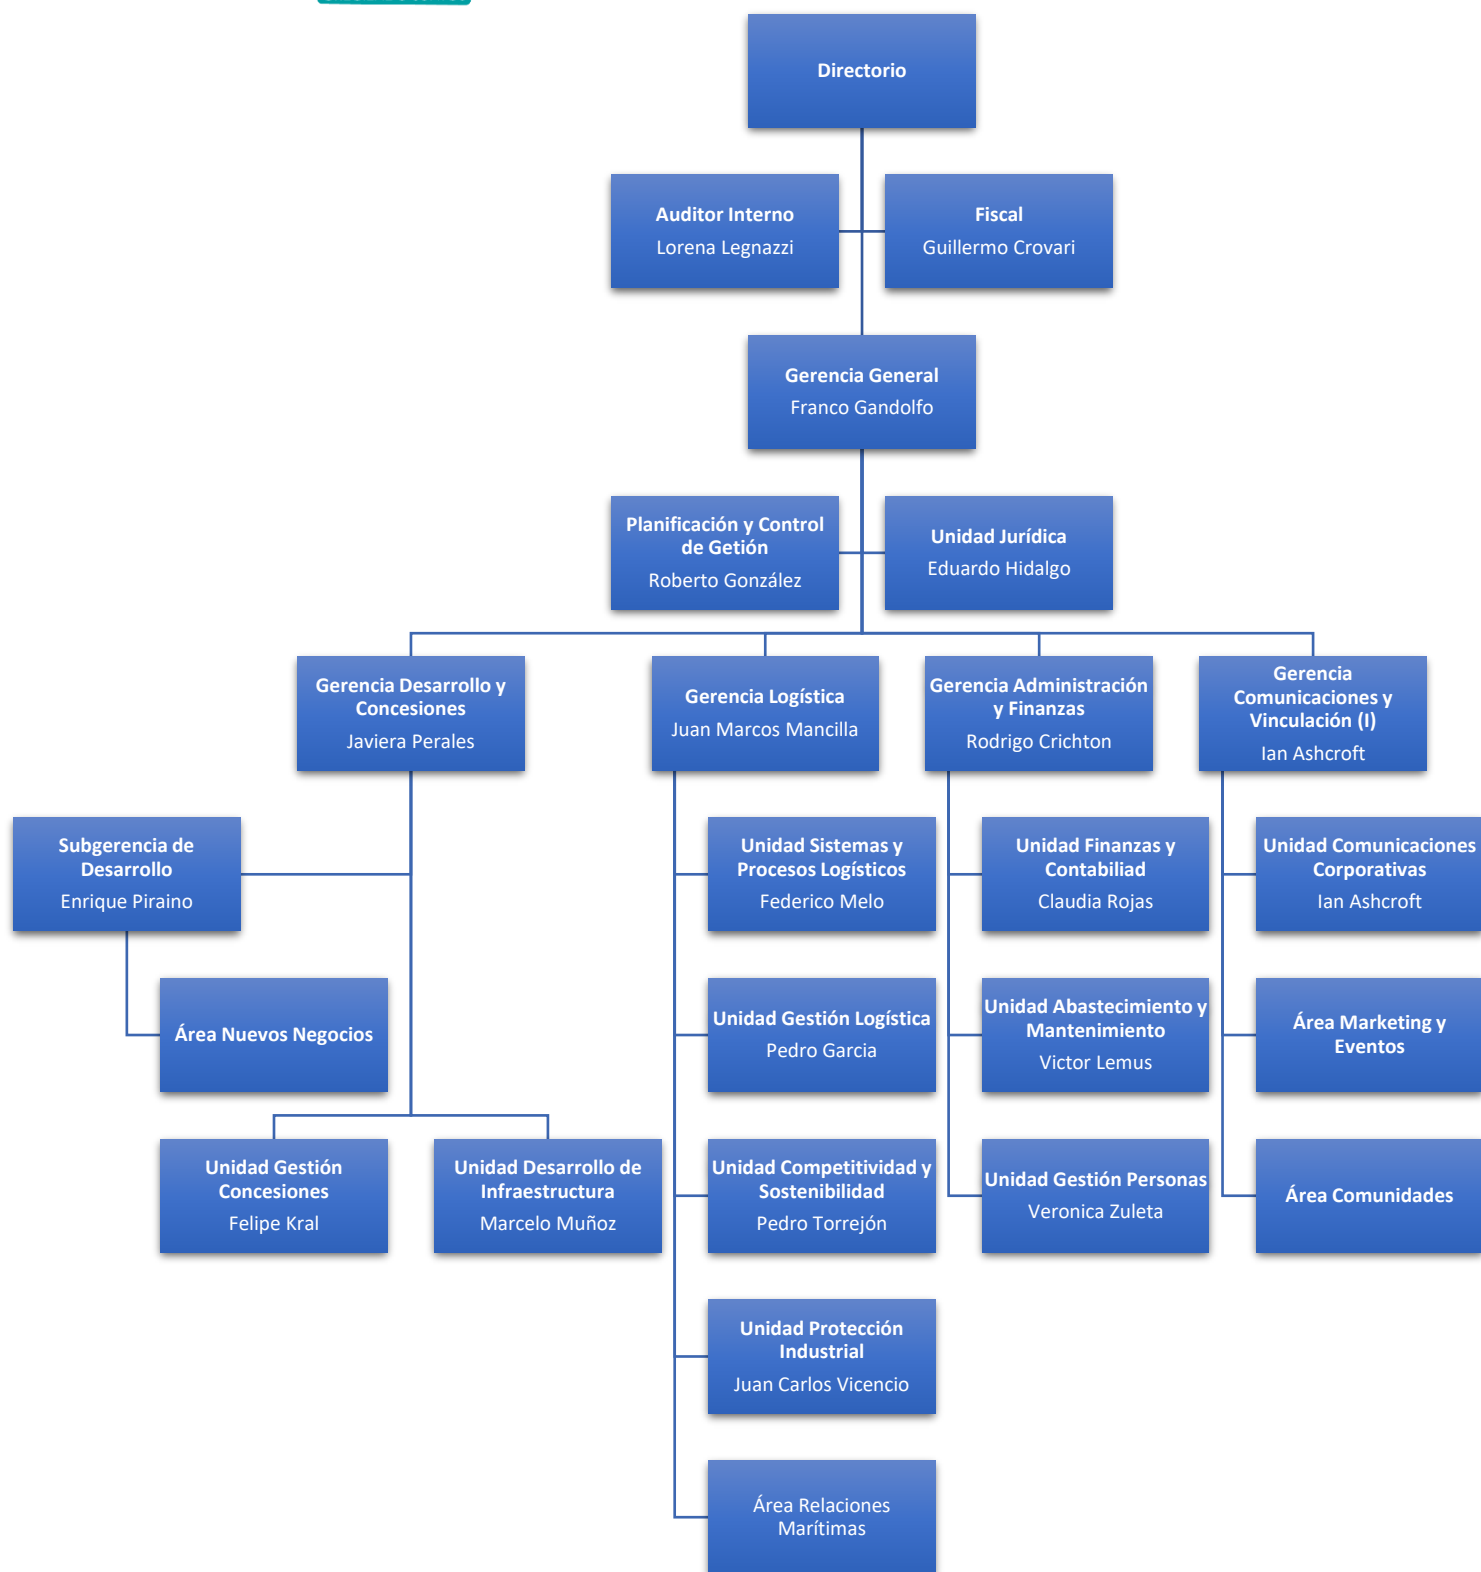 Directorio
Auditor Interno
Lorena Legnazzi
Fiscal
Guillermo Crovari
Gerencia General
Franco Gandolfo
Planificación y Control
de Getión
Roberto González
Unidad Jurídica
Eduardo Hidalgo
Gerencia Desarrollo y
Concesiones
Javiera Perales
Gerencia Logística
Juan Marcos Mancilla
Gerencia Administración
y Finanzas
Rodrigo Crichton
Gerencia
Comunicaciones y
Vinculación (I)
Ian Ashcroft
Subgerencia de
Desarrollo
Enrique Piraino
Unidad Sistemas y
Procesos Logísticos
Federico Melo
Unidad Finanzas y
Contabiliad
Claudia Rojas
Unidad Comunicaciones
Corporativas
Ian Ashcroft
Área Nuevos Negocios
Unidad Gestión Logística
Pedro Garcia
Unidad Abastecimiento y
Mantenimiento
Victor Lemus
Área Marketing y
Eventos
Unidad Gestión
Concesiones
Felipe Kral
Unidad Desarrollo de
Infraestructura
Marcelo Muñoz
Unidad Competitividad y
Sostenibilidad
Pedro Torrejón
Unidad Gestión Personas
Veronica Zuleta
Área Comunidades
Unidad Protección
Industrial
Juan Carlos Vicencio
Área Relaciones
Marítimas